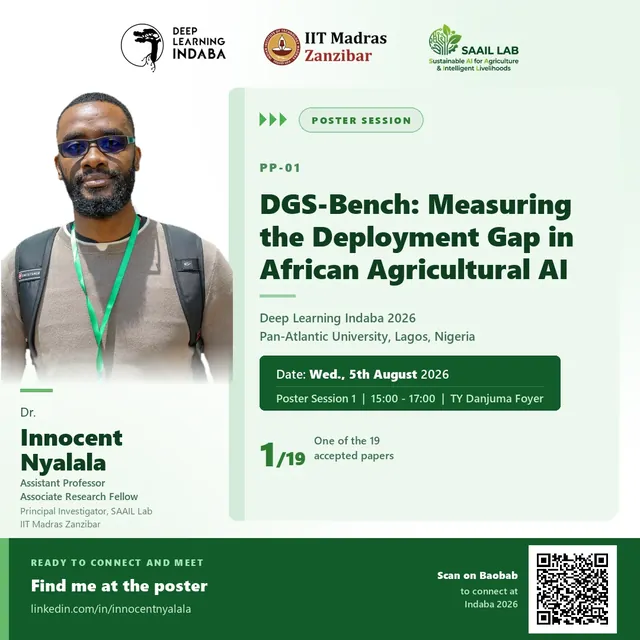 DEEP
LEARNING
INDABA
IIT Madras
Zanzibar
SAAIL LAB
Sustainable AI for Agriculture
& Intelligent Livelihoods
POSTER SESSION
PP-01
DGS-Bench: Measuring
the Deployment Gap in
African Agricultural AI
Deep Learning Indaba 2026
Pan-Atlantic University, Lagos, Nigeria
Date: Wed., 5th August 2026
Poster Session 1 | 15:00 - 17:00 | TY Danjuma Foyer
1/19
One of the 19
accepted papers
Dr.
Innocent
Nyalala
Assistant Professor
Associate Research Fellow
Principal Investigator, SAAIL Lab
IIT Madras Zanzibar
READY TO CONNECT AND MEET
Find me at the poster
linkedin.com/in/innocentnyalala
Scan on Baobab
to connect at
Indaba 2026